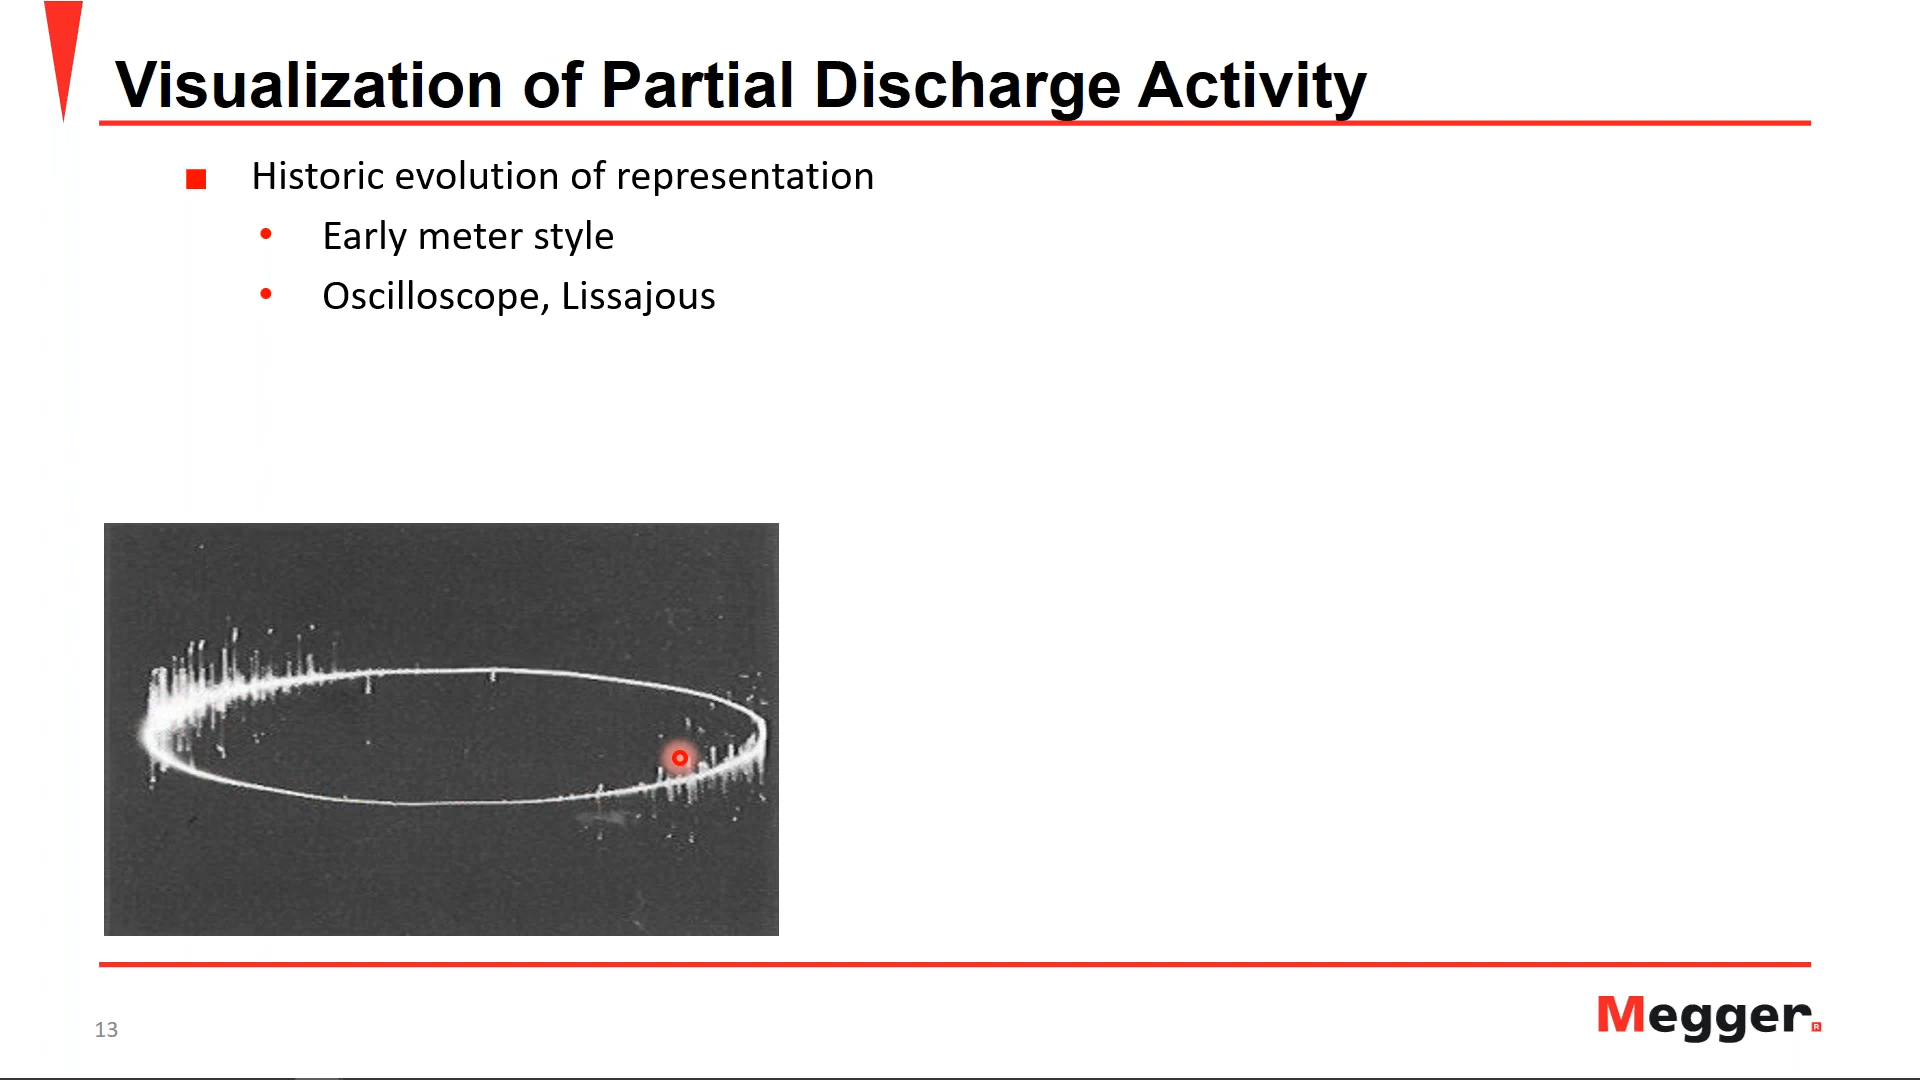 Visualization of Partial Discharge Activity
Historic evolution of representation
Early meter style
Oscilloscope, Lissajous
13
Megger®